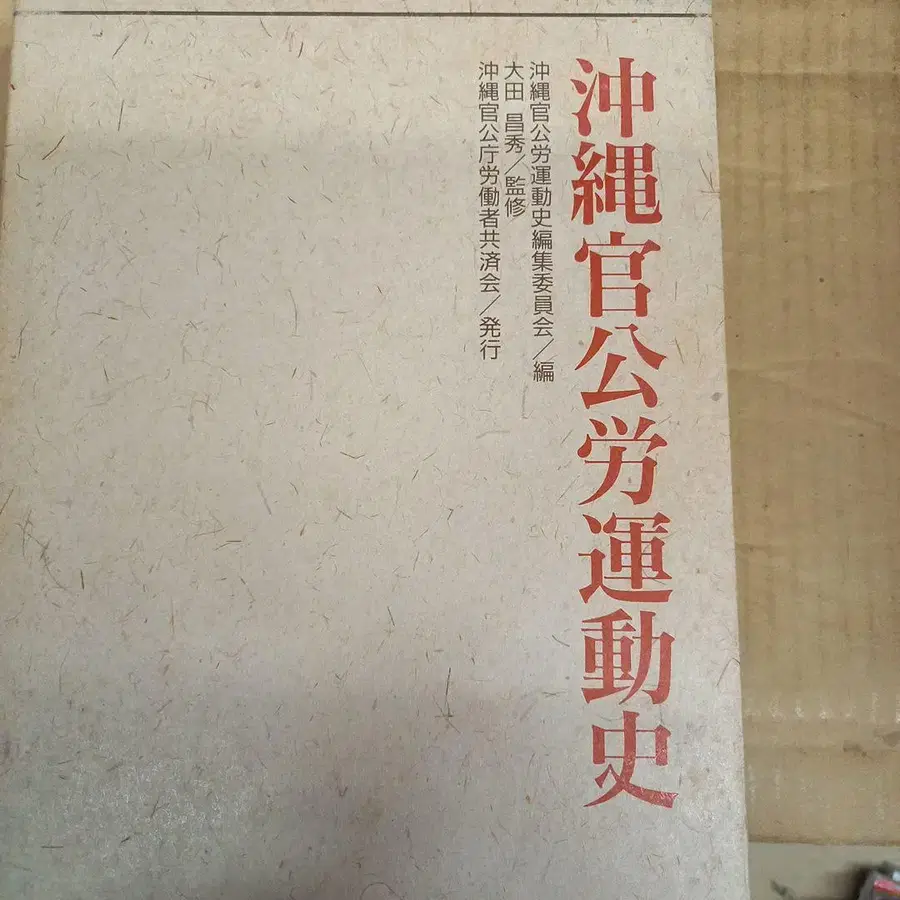 沖縄官公労運動史
沖縄官公労運動史編集委員会／編
大田 昌秀／監修
沖縄官公庁労働者共済会／発行